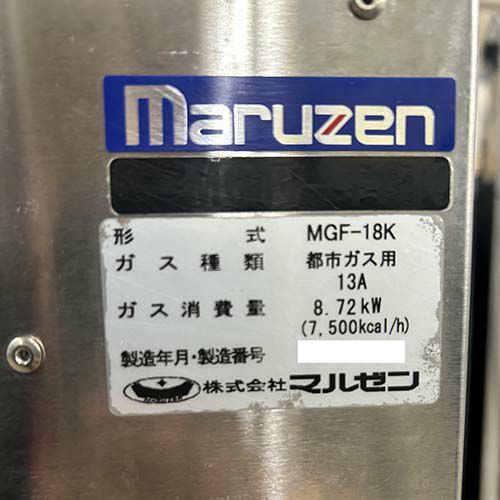 maruzen
形 式 MGF-18K
ガス種類 都市ガス用
13A
ガス消費量 8.72kW
(7,500kcal/h)
製造年月・製造番号
MARUZEN 株式会社 マルゼン